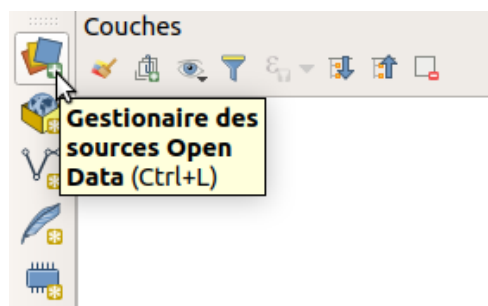 Couches
Gestionaire des
sources Open
Data (Ctrl+L)